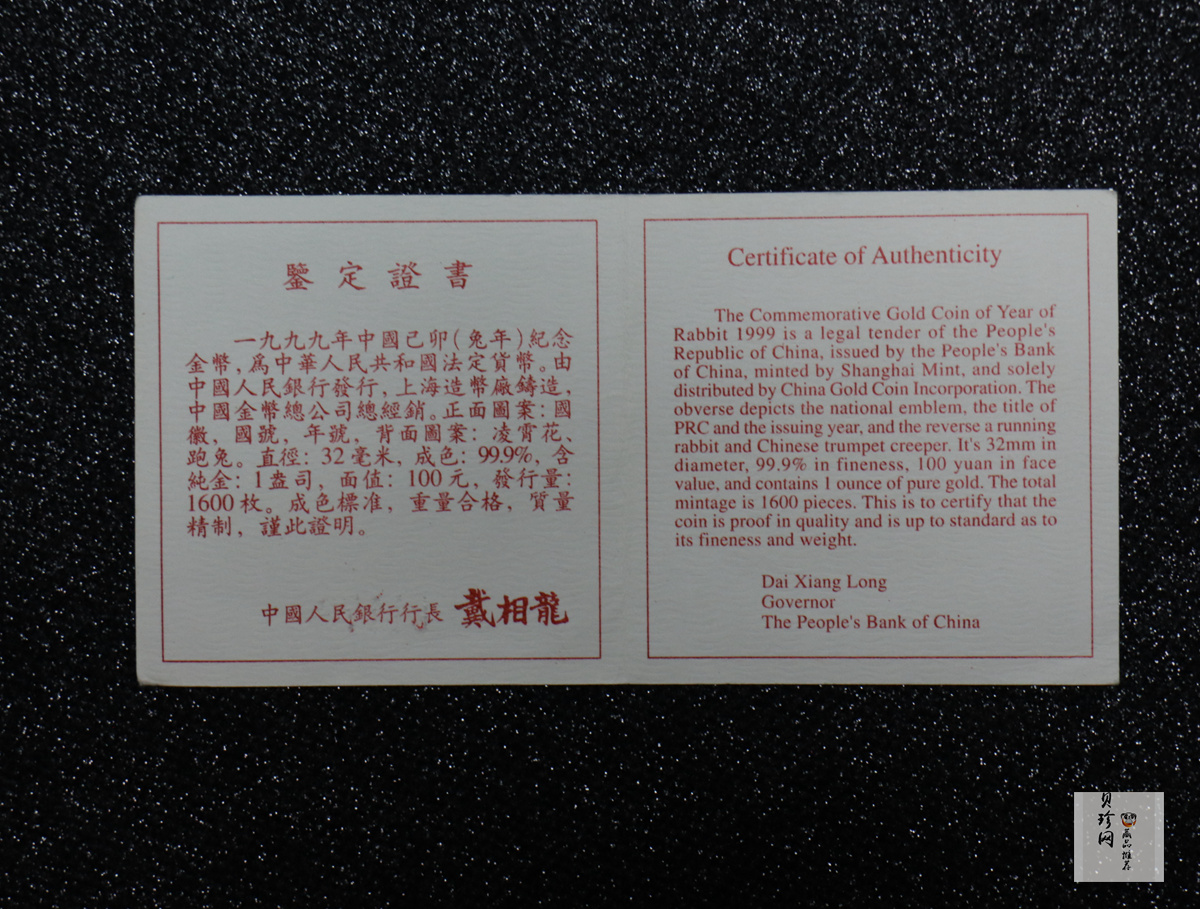 鑒定證書
一九九九年中國己卯(兔年)紀念
金幣,爲中華人民共和國法定貨幣。由
中國人民銀行發行,上海造幣廠鑄造,
中國金幣總公司總經銷。正面圖案:國
徽,國號,年號,背面圖案:凌霄花、
跑兔。直徑:32毫米,成色:99.9%,含
純金:1盎司,面值:100元,發行量:
1600枚。成色標准,重量合格,質量
精制,謹此證明。
中國人民銀行行長 戴相龍
Certificate of Authenticity
The Commemorative Gold Coin of Year of
Rabbit 1999 is a legal tender of the People's
Republic of China, issued by the People's Bank
of China, minted by Shanghai Mint, and solely
distributed by China Gold Coin Incorporation. The
obverse depicts the national emblem, the title of
PRC and the issuing year, and the reverse a running
rabbit and Chinese trumpet creeper. It's 32mm in
diameter, 99.9% in fineness, 100 yuan in face
value, and contains 1 ounce of pure gold. The total
mintage is 1600 pieces. This is to certify that the
coin is proof in quality and is up to standard as to
its fineness and weight.
Dai Xiang Long
Governor
The People's Bank of China
贝珍网
藏品推荐